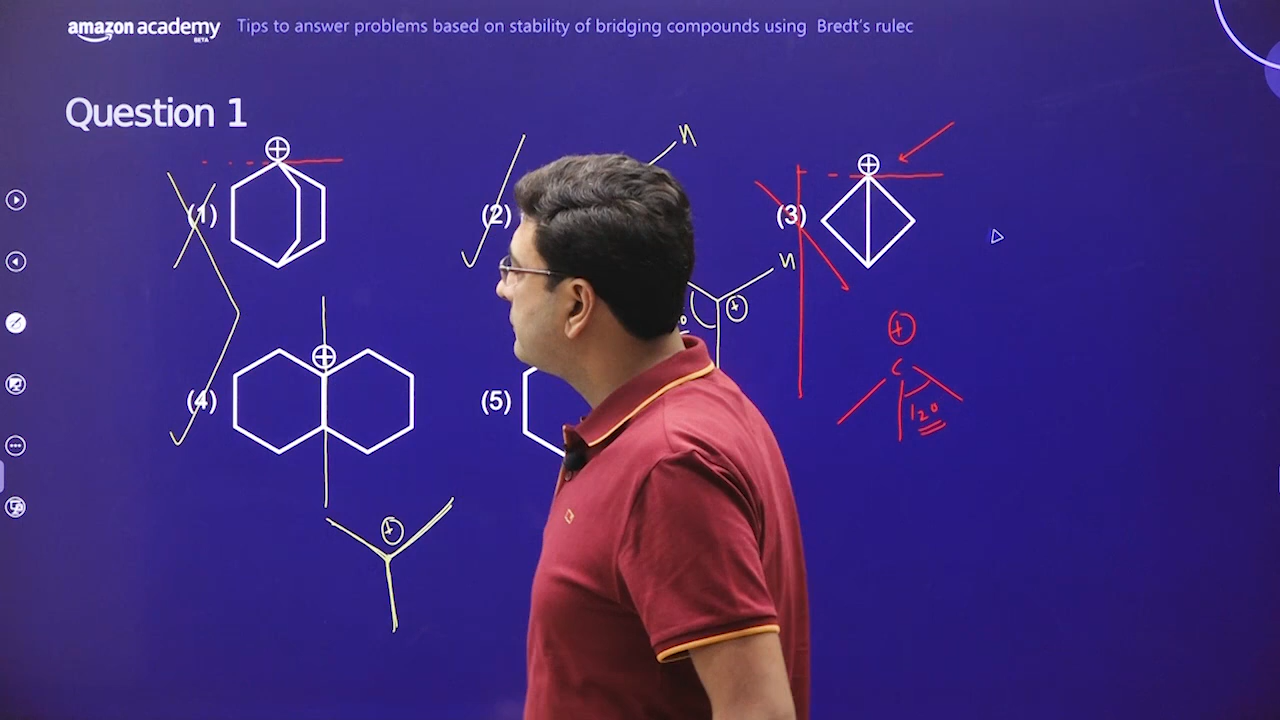 amazon academy
BETA
Tips to answer problems based on stability of bridging compounds using Bredt's rulec
Question 1
(1)
(2)
n
(3)
n
+
+
C
120
(4)
(5)
+